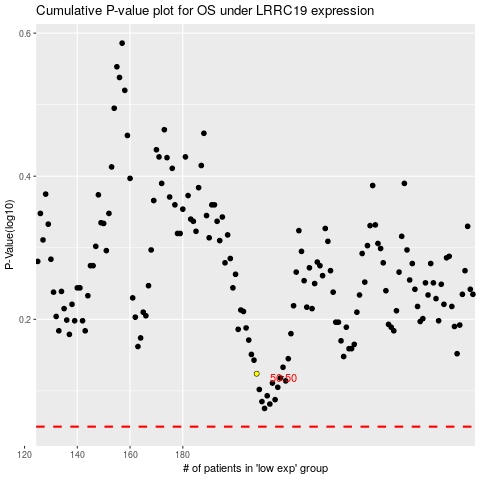 Cumulative P-value plot for OS under LRRC19 expression
P-Value(log10)
0.6
0.4
0.2
50:50
120 140 160 180
# of patients in 'low exp' group